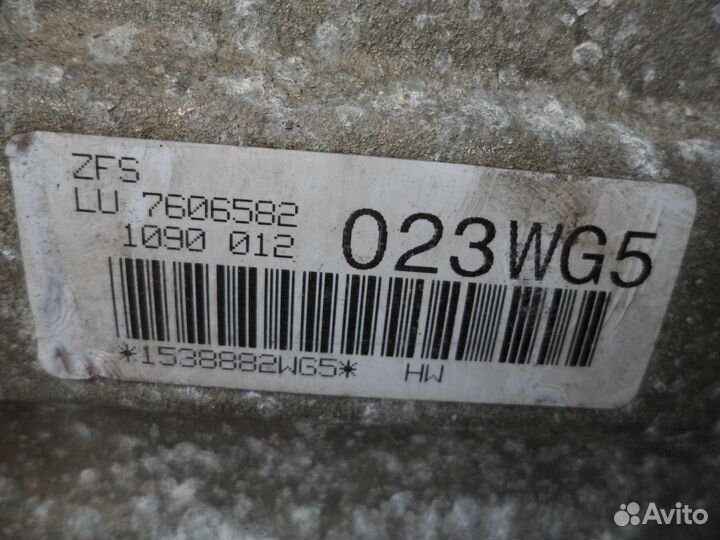 ZFS
LU 7606582
1090 012
023WG5
*1538882WG5* HW
Avito